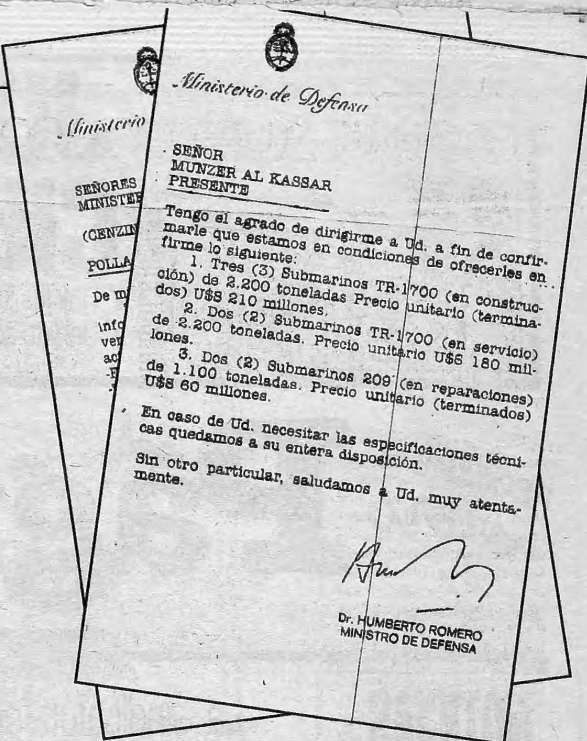 Ministerio
SEÑORES
MINISTER
(CENZIN
POLLA
De m
info
ver
ac
Ministerio de Defensa
SEÑOR
MUNZER AL KASSAR
PRESENTE
Tengo el agrado de dirigirme a Ud. a fin de confir-
marle que estamos en condiciones de ofrecerles en
firme lo siguiente:
1. Tres (3) Submarinos TR-1700 (en construc-
ción) de 2.200 toneladas Precio unitario (termina-
dos) U$S 210 millones.
2. Dos (2) Submarinos TR-1700 (en servicio)
de 2.200 toneladas. Precio unitario U$S 180 mil-
lones.
3. Dos (2) Submarinos 209 (en reparaciones)
de 1.100 toneladas. Precio unitario (terminados)
U$S 60 millones.
En caso de Ud. necesitar las especificaciones técni-
cas quedamos a su entera disposición.
Sin otro particular, saludamos a Ud. muy atenta-
mente.
Dr. HUMBERTO ROMERO
MINISTRO DE DEFENSA